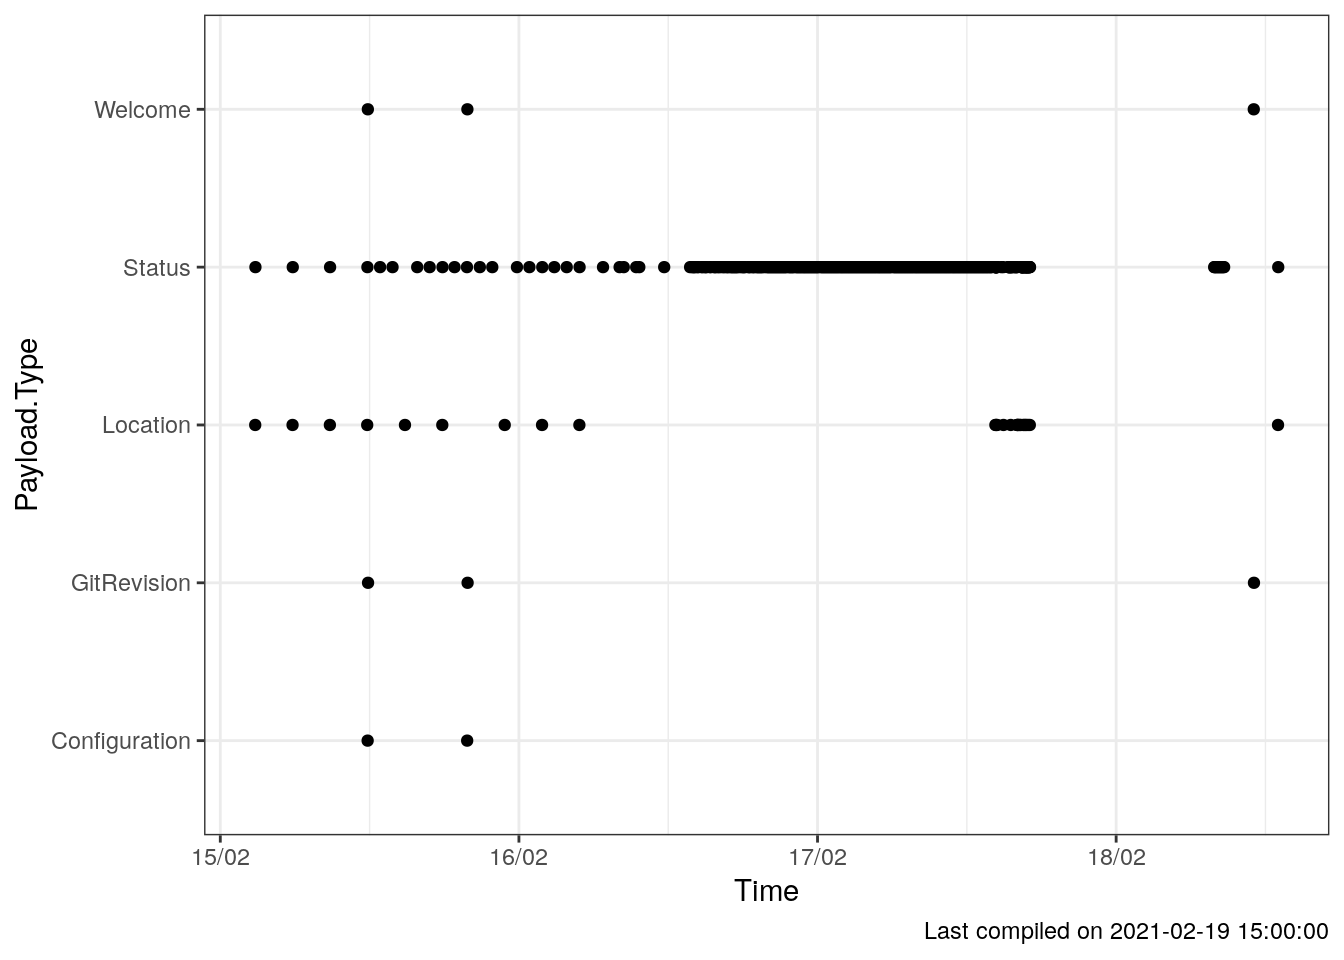 Welcome
Status
Location
GitRevision
Configuration
Payload.Type
15/02 16/02 17/02 18/02
Time
Last compiled on 2021-02-19 15:00:00